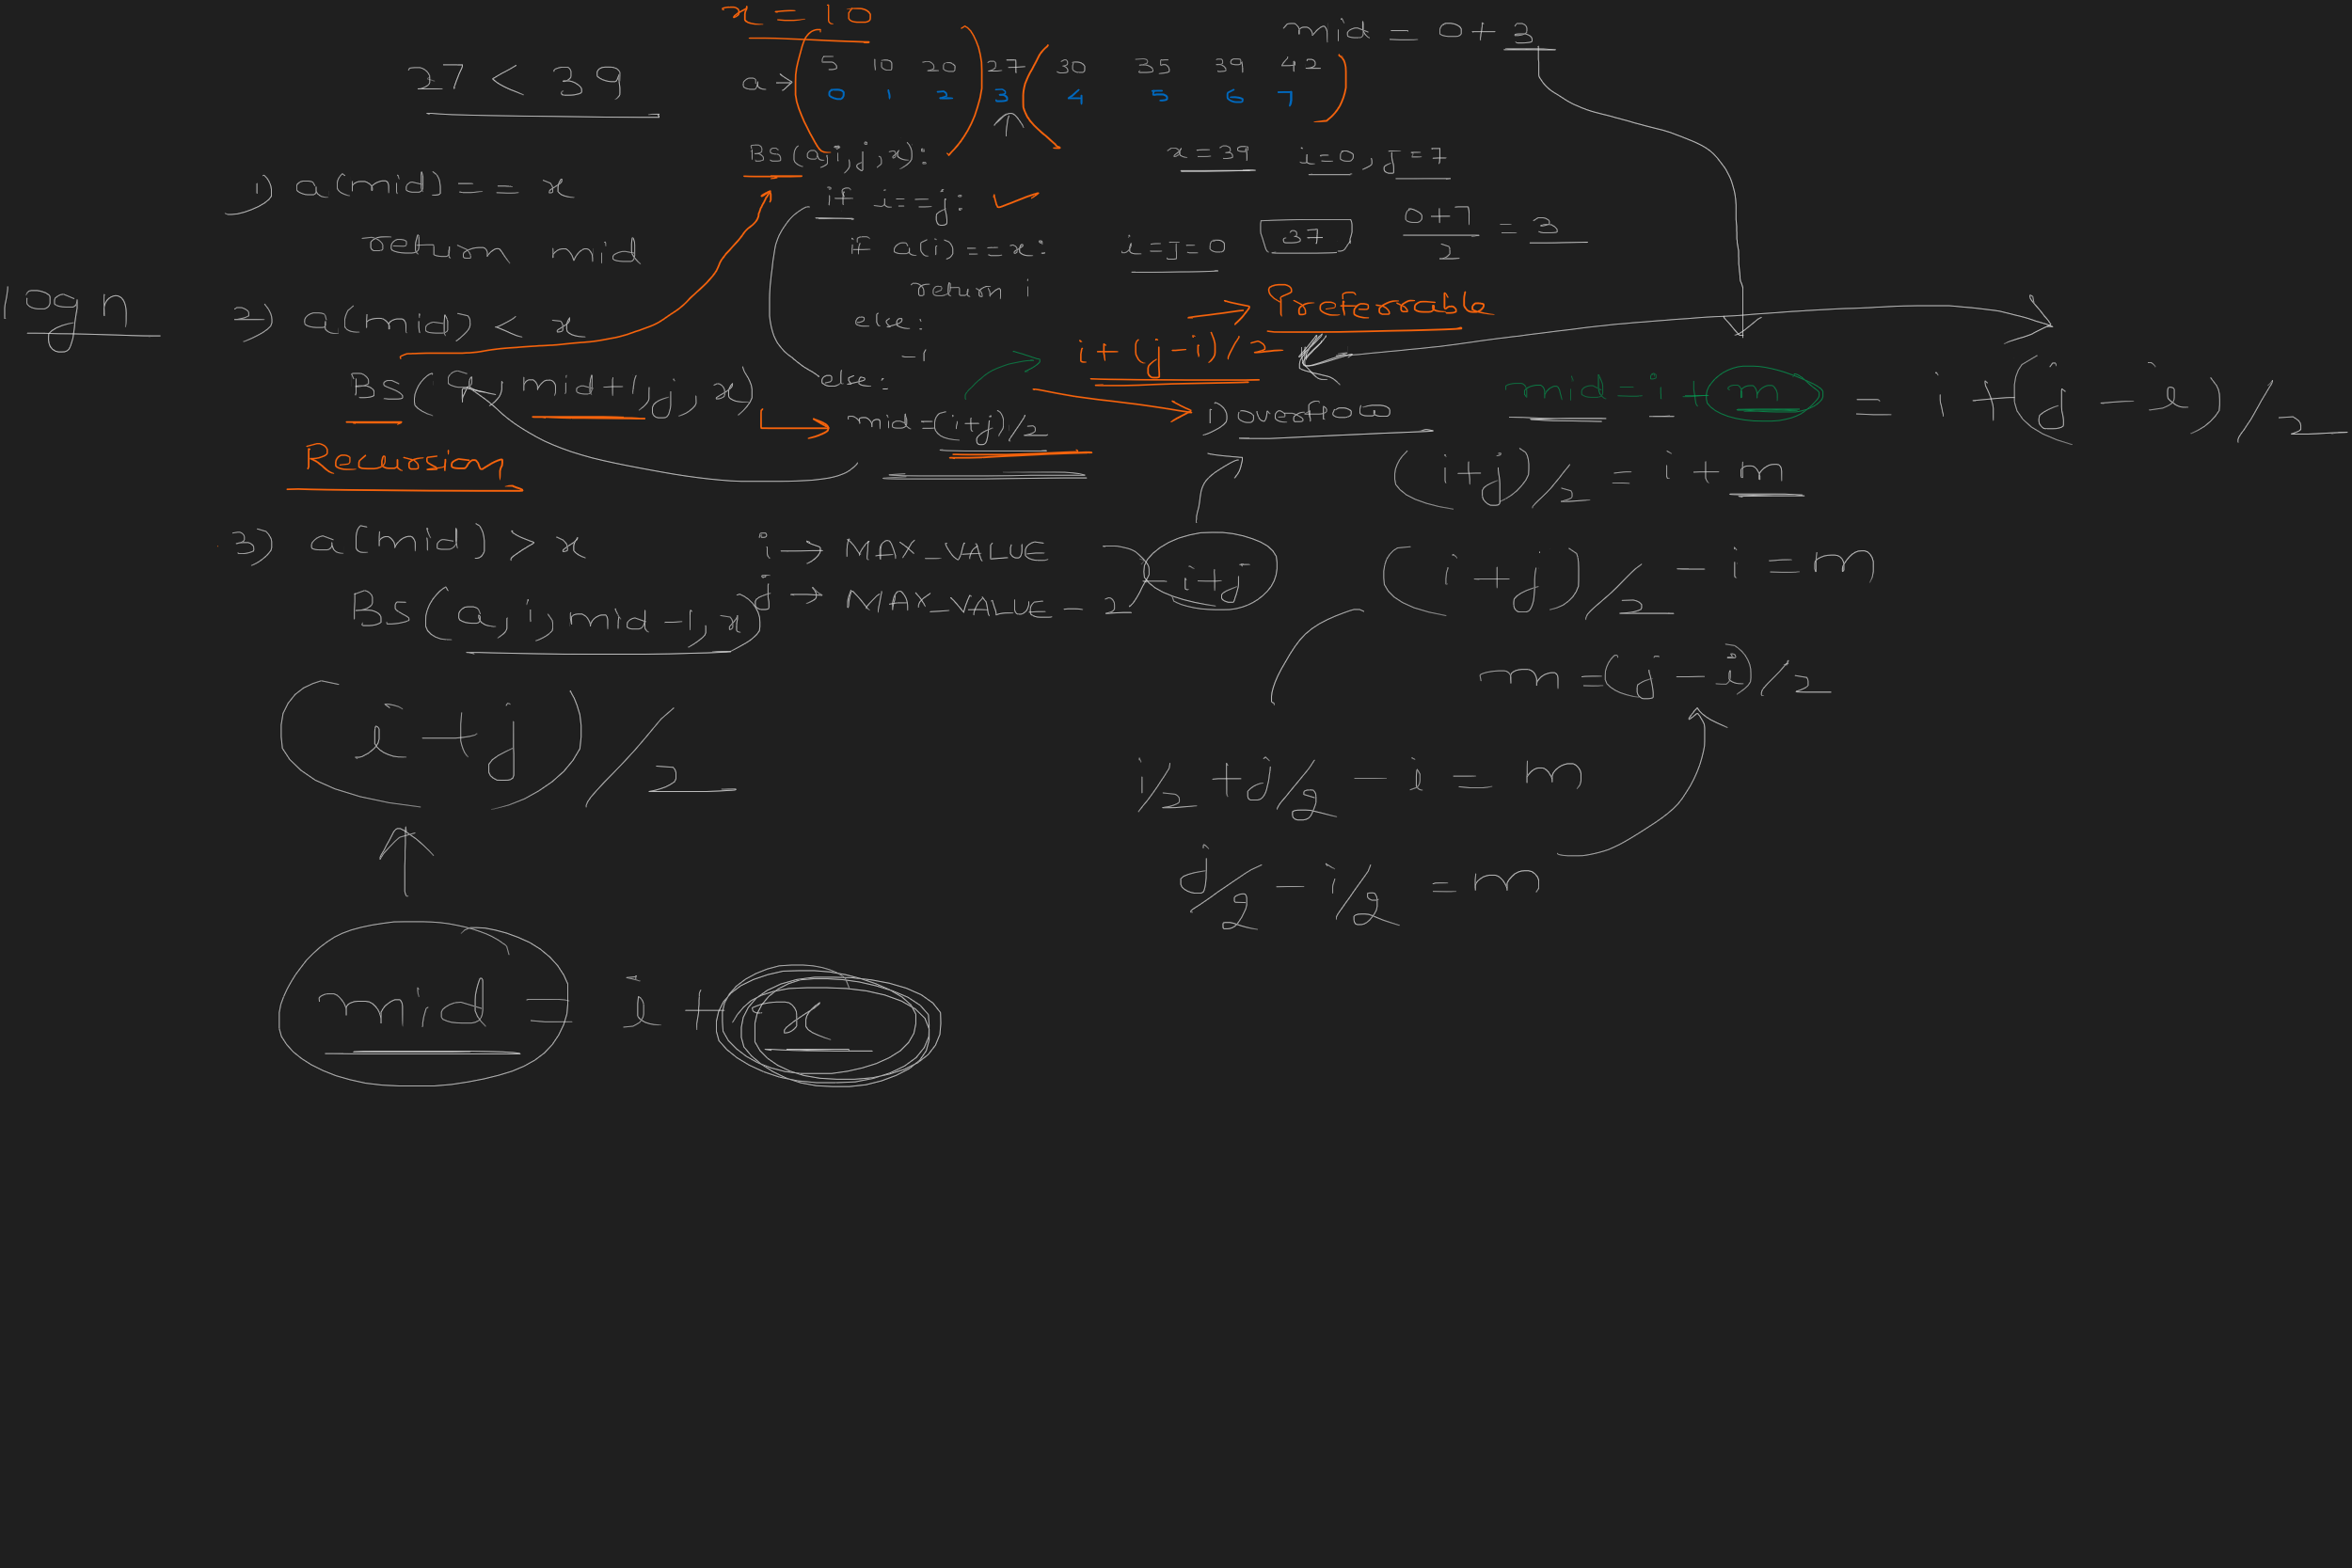 x = 10
mid = 0 + 3
27 < 39
a → 5 10 20 27 30 35 39 42
0 1 2 3 4 5 6 7
BS (a,i,j,x):
x = 39 i=0, j=7
1) a(mid) == x
return mid
if i==j:
if a(i)==x:
return i
else:
-1
i=j=0 37 0+7/2 = 3
log n
2) a(mid) < x
BS(a, mid+1, j, x)
Recursion
else:
mid=(i+j)/2
i+(j-i)/2
Preferable
1) overflow
mid=i+m = i+(j-i)/2
(i+j)/2 = i+m
3) a(mid) > x
BS(a,i,mid-1,x)
i → MAX_VALUE
j → MAX_VALUE-2
i+j
(i+j)/2 - i = m
m = (j-i)/2
(i+j)/2
i/2 + j/2 - i = m
j/2 - i/2 = m
mid = i + x